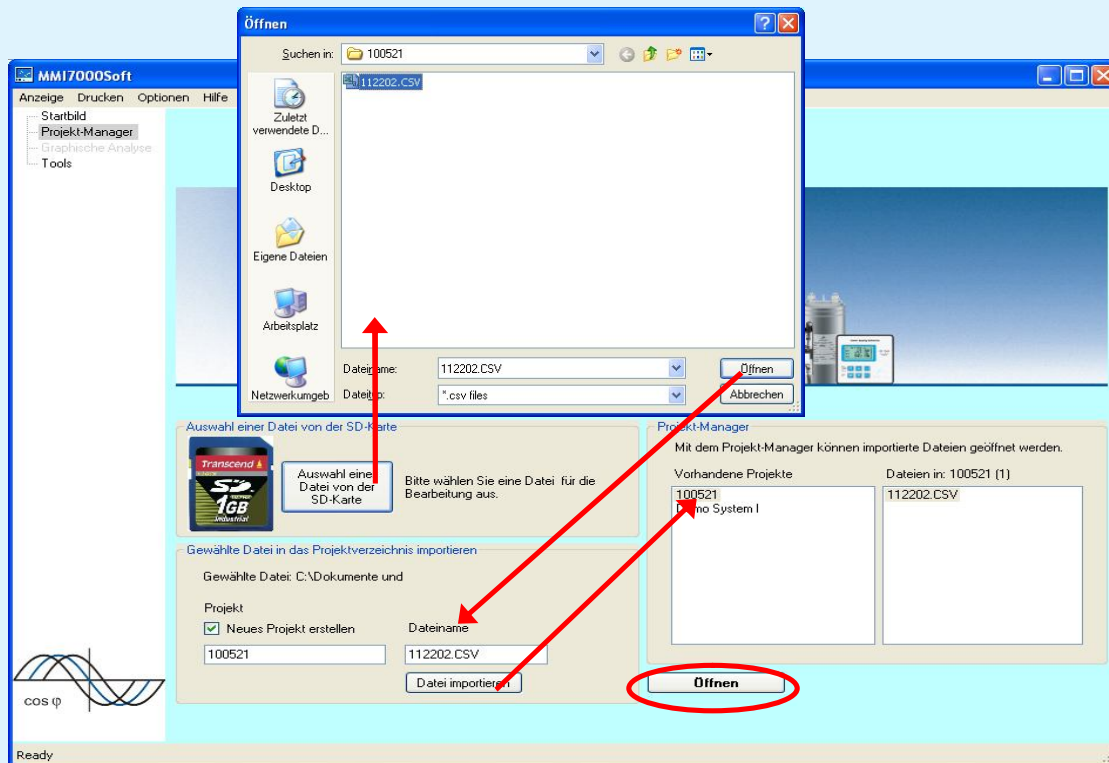 Öffnen
Suchen in: 100521
112202.CSV
Zuletzt
verwendete D...
Desktop
Eigene Dateien
Arbeitsplatz
Netzwerkumgeb
Dateiname: 112202.CSV Öffnen
Dateityp: *.csv files Abbrechen
MMI7000Soft
Anzeige Drucken Optionen Hilfe
Startbild
Projekt-Manager
Graphische Analyse
Tools
cos φ
Auswahl einer Datei von der SD-Karte
Transcend
SD
1GB
Industrial
Auswahl einer
Datei von der
SD-Karte
Bitte wählen Sie eine Datei für die
Bearbeitung aus.
Gewählte Datei in das Projektverzeichnis importieren
Gewählte Datei: C:\Dokumente und
Projekt
Neues Projekt erstellen Dateiname
100521 112202.CSV
Datei importieren
Projekt-Manager
Mit dem Projekt-Manager können importierte Dateien geöffnet werden.
Vorhandene Projekte Dateien in: 100521 (1)
100521 112202.CSV
Demo System I
Öffnen
Ready